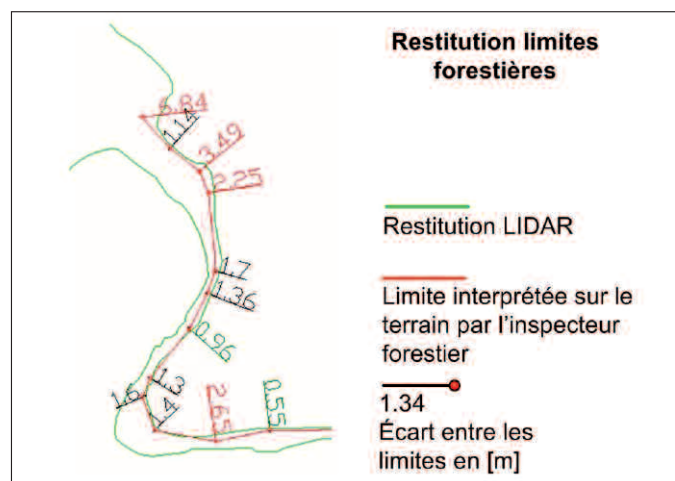 Restitution limites
forestières
6.84
1.14
3.49
2.25
1.7
1.36
0.96
1.3
1.6
1.4
2.65
0.55
Restitution LIDAR
Limite interprétée sur le
terrain par l'inspecteur
forestier
1.34
Écart entre les
limites en [m]